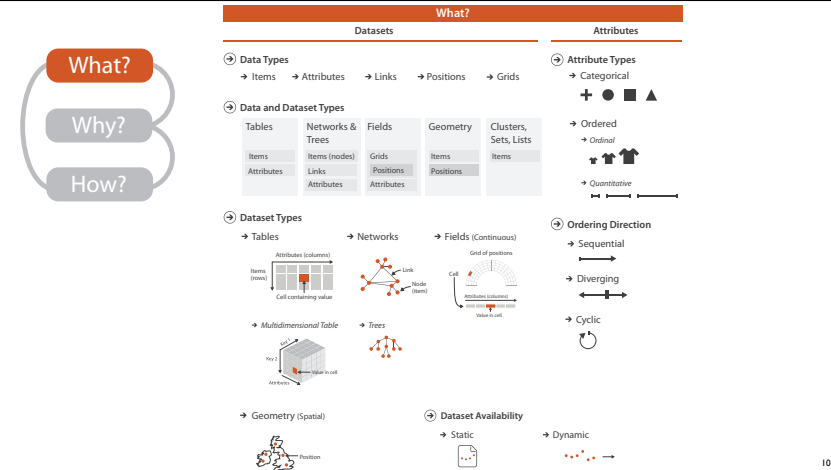 What?
Why?
How?
What?
Datasets
Attributes
Data Types
Items
Attributes
Links
Positions
Grids
Data and Dataset Types
Tables
Items
Attributes
Networks &
Trees
Items (nodes)
Links
Attributes
Fields
Grids
Positions
Attributes
Geometry
Items
Positions
Clusters,
Sets, Lists
Items
Dataset Types
Tables
Attributes (columns)
Items
(rows)
Cell containing value
Networks
Link
Node
(item)
Fields (Continuous)
Grid of positions
Cell
Attributes (columns)
Value in cell
Multidimensional Table
Key 1
Key 2
Value in cell
Attributes
Trees
Geometry (Spatial)
Position
Dataset Availability
Static
Dynamic
Attribute Types
Categorical
Ordered
Ordinal
Quantitative
Ordering Direction
Sequential
Diverging
Cyclic
10